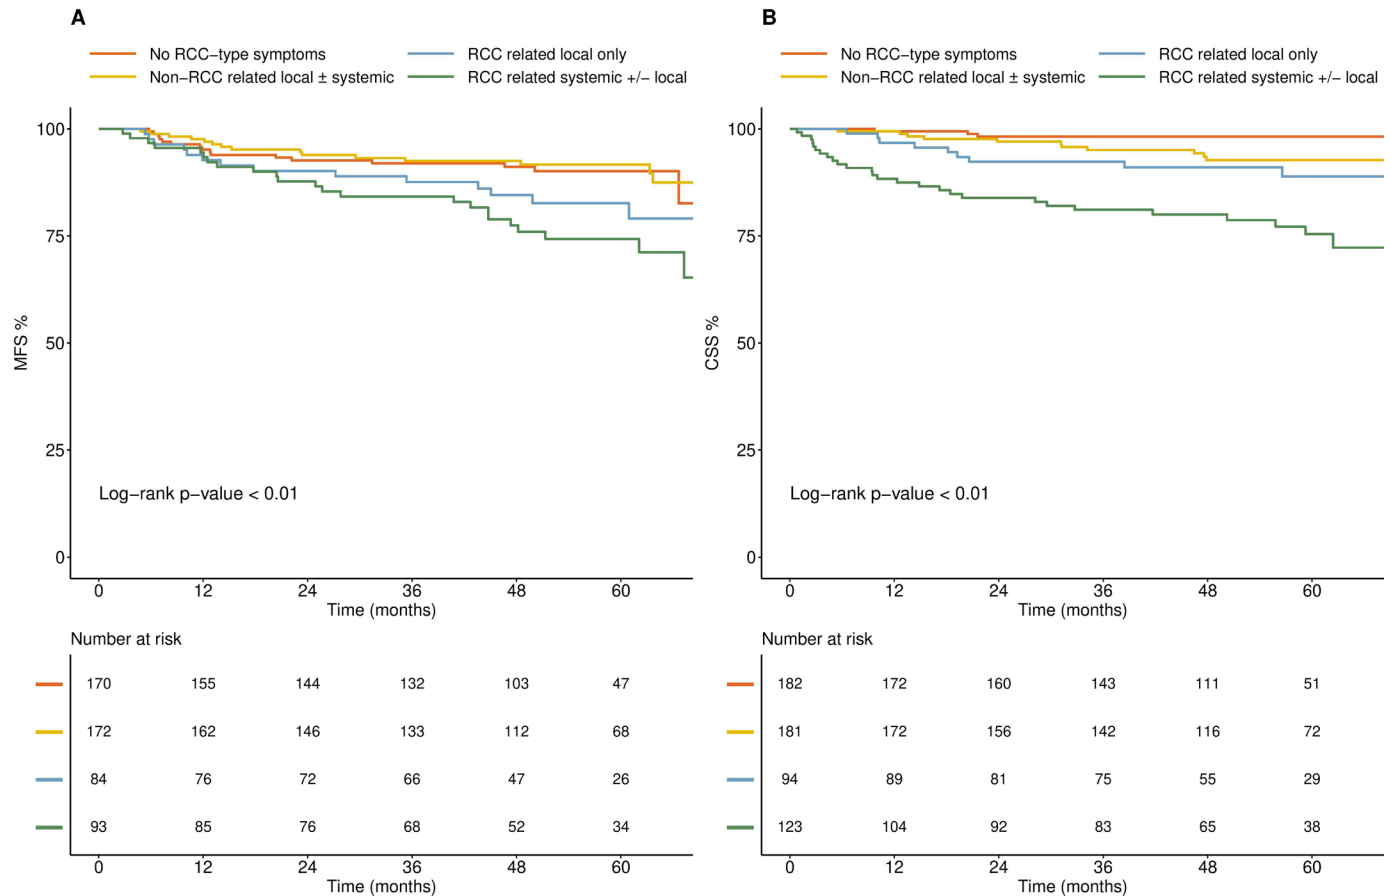 A
No RCC−type symptoms
RCC related local only
Non−RCC related local ± systemic
RCC related systemic +/− local
100
75
50
25
0
MFS %
Log−rank p−value < 0.01
0 12 24 36 48 60
Time (months)
Number at risk
170 155 144 132 103 47
172 162 146 133 112 68
84 76 72 66 47 26
93 85 76 68 52 34
0 12 24 36 48 60
Time (months)
B
No RCC−type symptoms
RCC related local only
Non−RCC related local ± systemic
RCC related systemic +/− local
100
75
50
25
0
CSS %
Log−rank p−value < 0.01
0 12 24 36 48 60
Time (months)
Number at risk
182 172 160 143 111 51
181 172 156 142 116 72
94 89 81 75 55 29
123 104 92 83 65 38
0 12 24 36 48 60
Time (months)